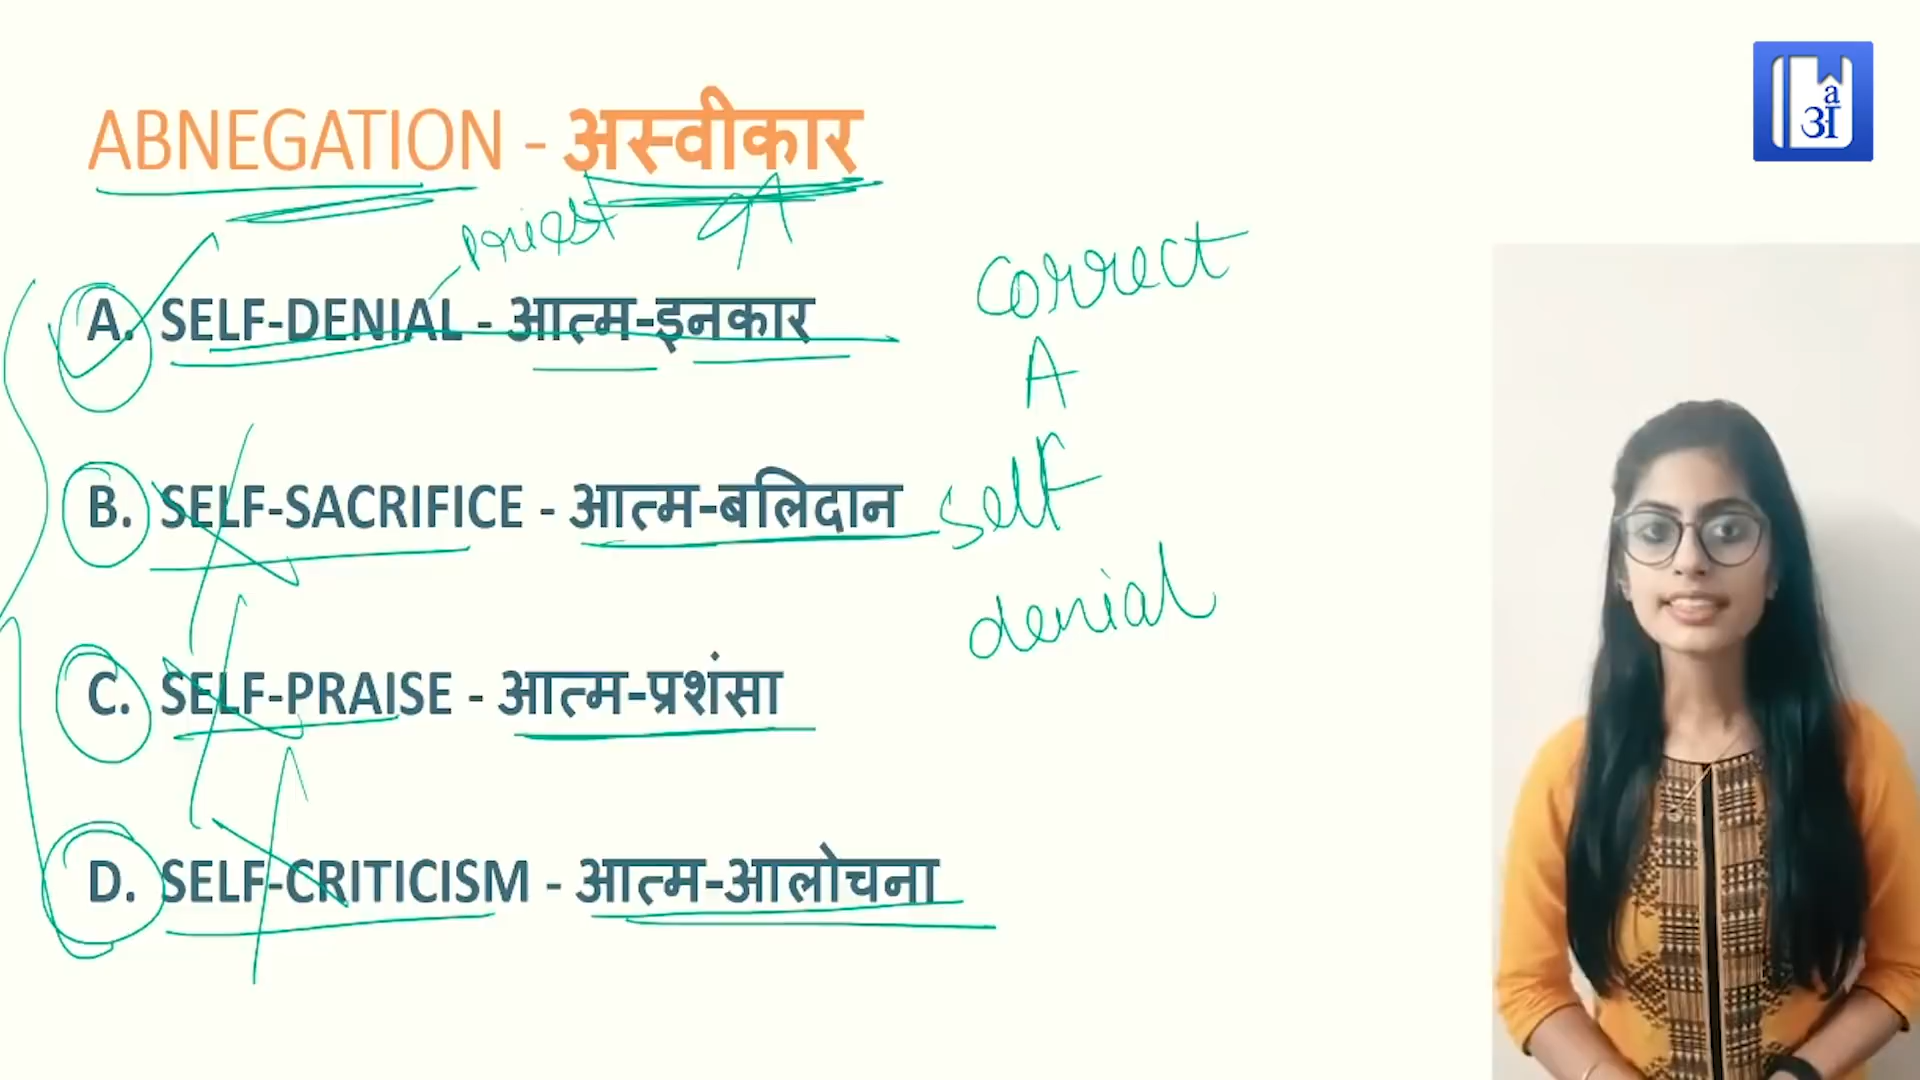 a
अ
ABNEGATION - अस्वीकार
priest
A. SELF-DENIAL - आत्म-इनकार
B. SELF-SACRIFICE - आत्म-बलिदान
C. SELF-PRAISE - आत्म-प्रशंसा
D. SELF-CRITICISM - आत्म-आलोचना
correct
A
self
denial